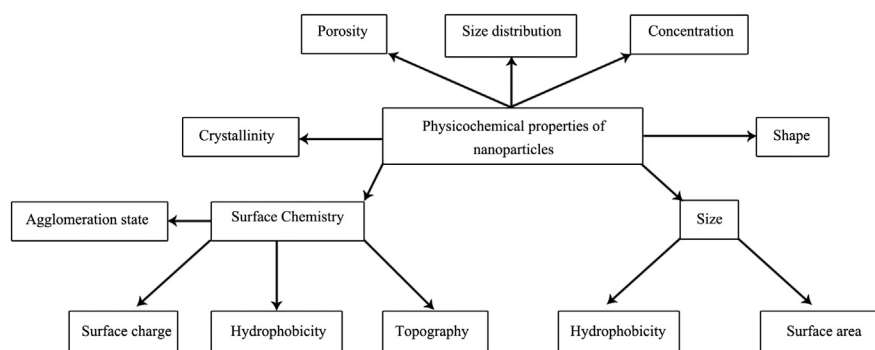 Porosity
Size distribution
Concentration
Crystallinity
Physicochemical properties of
nanoparticles
Shape
Agglomeration state
Surface Chemistry
Size
Surface charge
Hydrophobicity
Topography
Hydrophobicity
Surface area